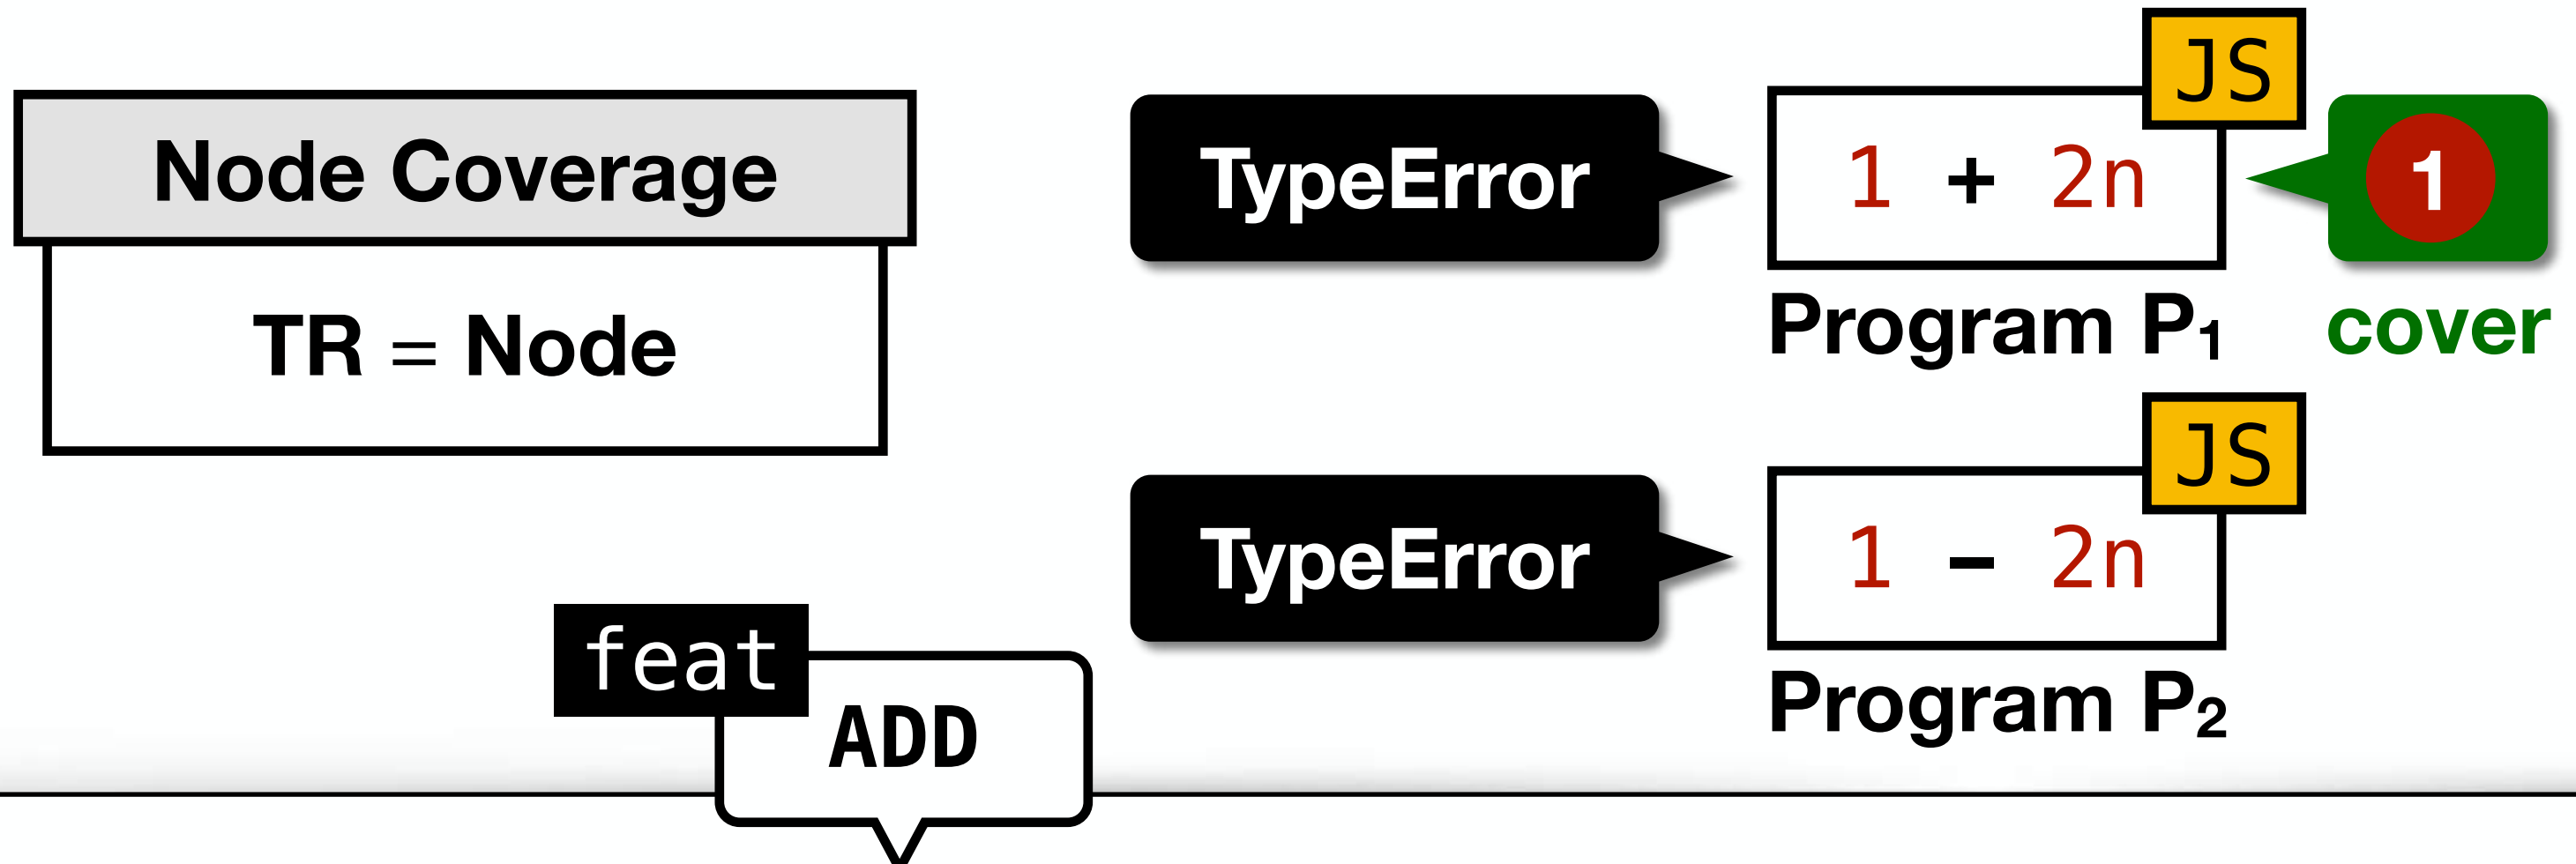 Node Coverage
TR = Node
TypeError
JS
1 + 2n
1
Program P₁
cover
TypeError
JS
1 - 2n
Program P₂
feat
ADD